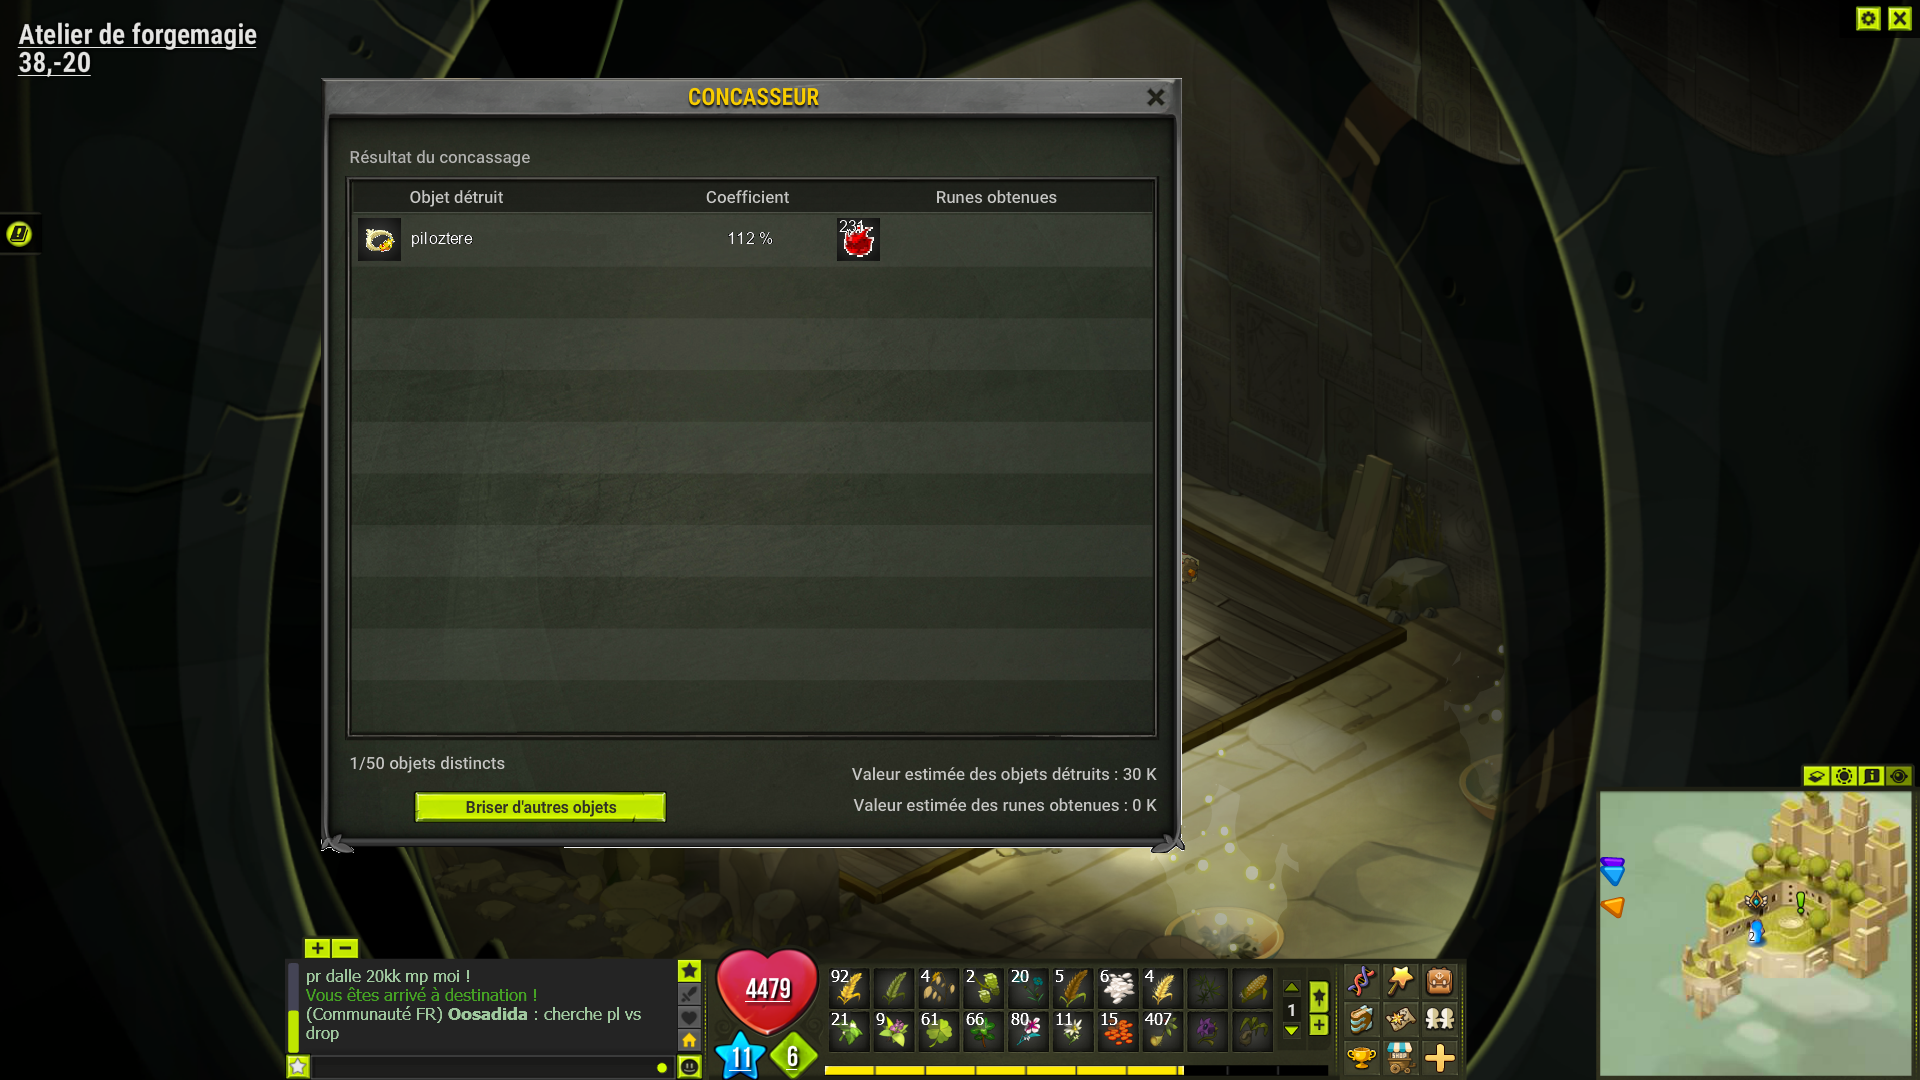 Atelier de forgemagie
38,-20
CONCASSEUR
Résultat du concassage
Objet détruit Coefficient Runes obtenues
piloztere 112 % 231
1/50 objets distincts
Valeur estimée des objets détruits : 30 K
Briser d'autres objets
Valeur estimée des runes obtenues : 0 K
pr dalle 20kk mp moi !
Vous êtes arrivé à destination !
(Communauté FR) Oosadida : cherche pl vs
drop
4479
11 6
92 4 2 20 5 6 4
21 9 61 66 80 11 15 407
1
SHOP
2